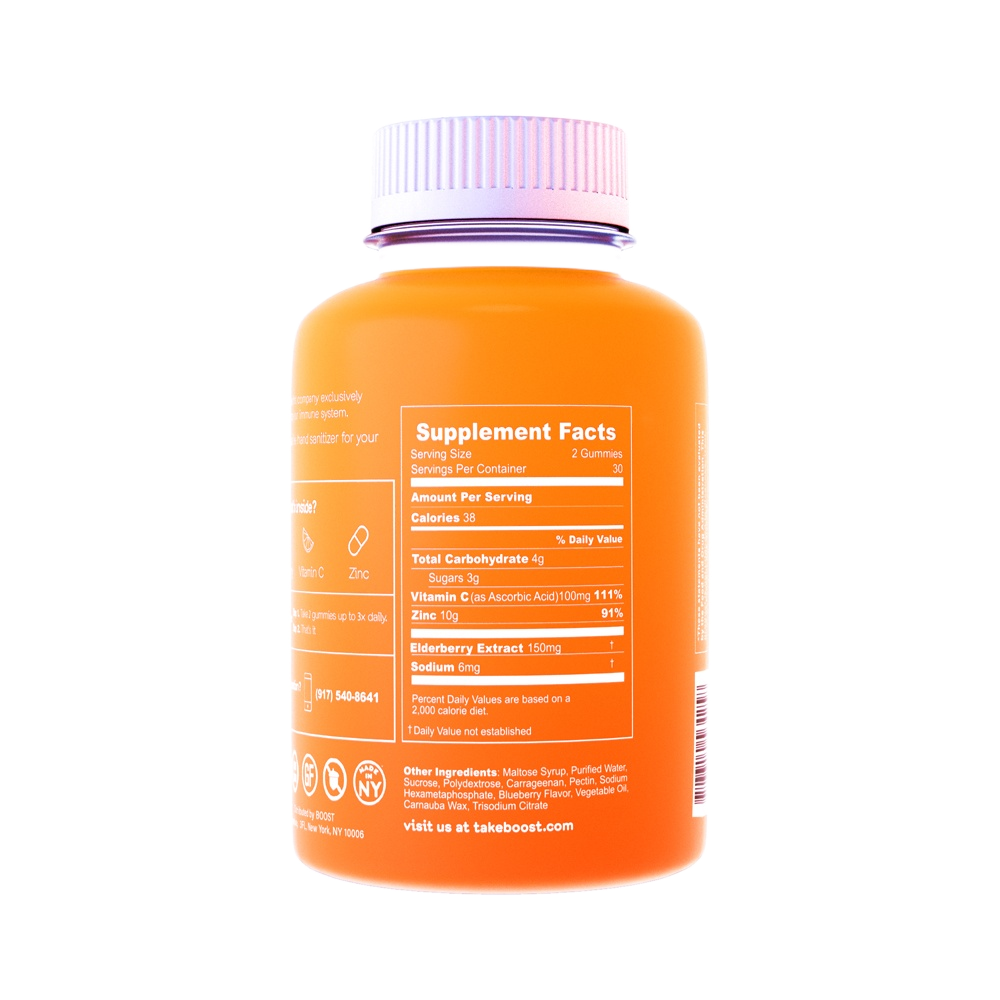 company exclusively
immune system.
hand sanitizer for your
inside?
Vitamin C
Zinc
Take 2 gummies up to 3x daily.
That's it
(917) 540-8641
GF
MADE
IN
NY
by BOOST
New York, NY 10006
Supplement Facts
Serving Size 2 Gummies
Servings Per Container 30
Amount Per Serving
Calories 38
% Daily Value
Total Carbohydrate 4g
Sugars 3g
Vitamin C (as Ascorbic Acid)100mg 111%
Zinc 10g 91%
Elderberry Extract 150mg †
Sodium 6mg †
Percent Daily Values are based on a
2,000 calorie diet.
† Daily Value not established
Other Ingredients: Maltose Syrup, Purified Water,
Sucrose, Polydextrose, Carrageenan, Pectin, Sodium
Hexametaphosphate, Blueberry Flavor, Vegetable Oil,
Carnauba Wax, Trisodium Citrate
visit us at takeboost.com